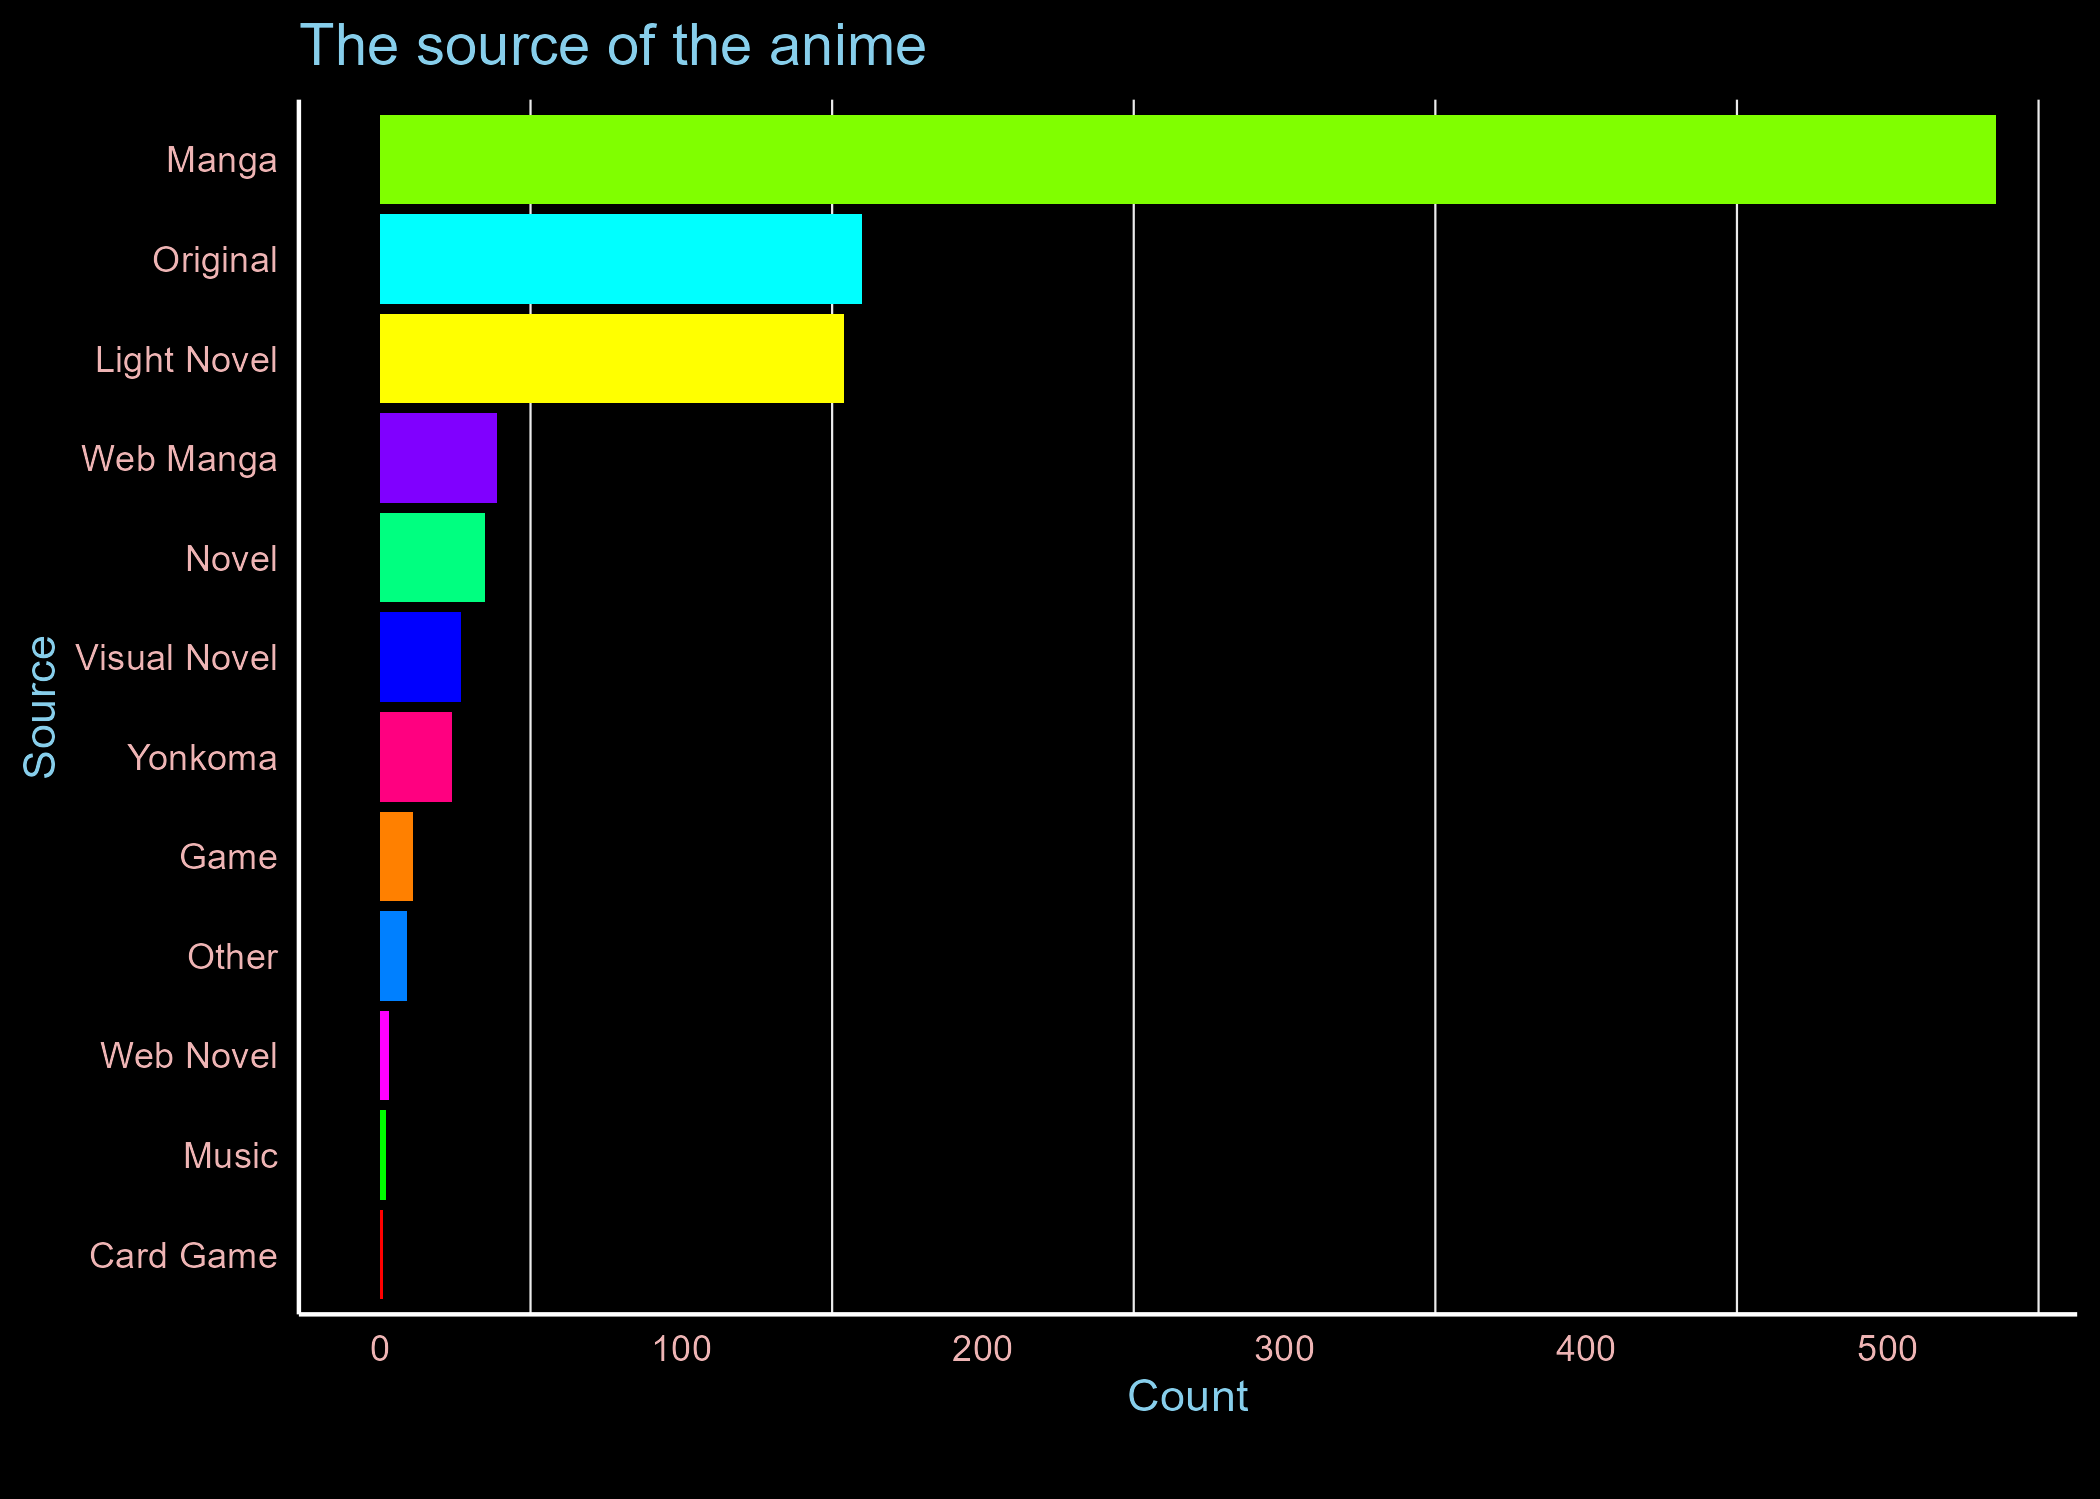 The source of the anime
Manga
Original
Light Novel
Web Manga
Novel
Visual Novel
Yonkoma
Game
Other
Web Novel
Music
Card Game
Source
0 100 200 300 400 500
Count